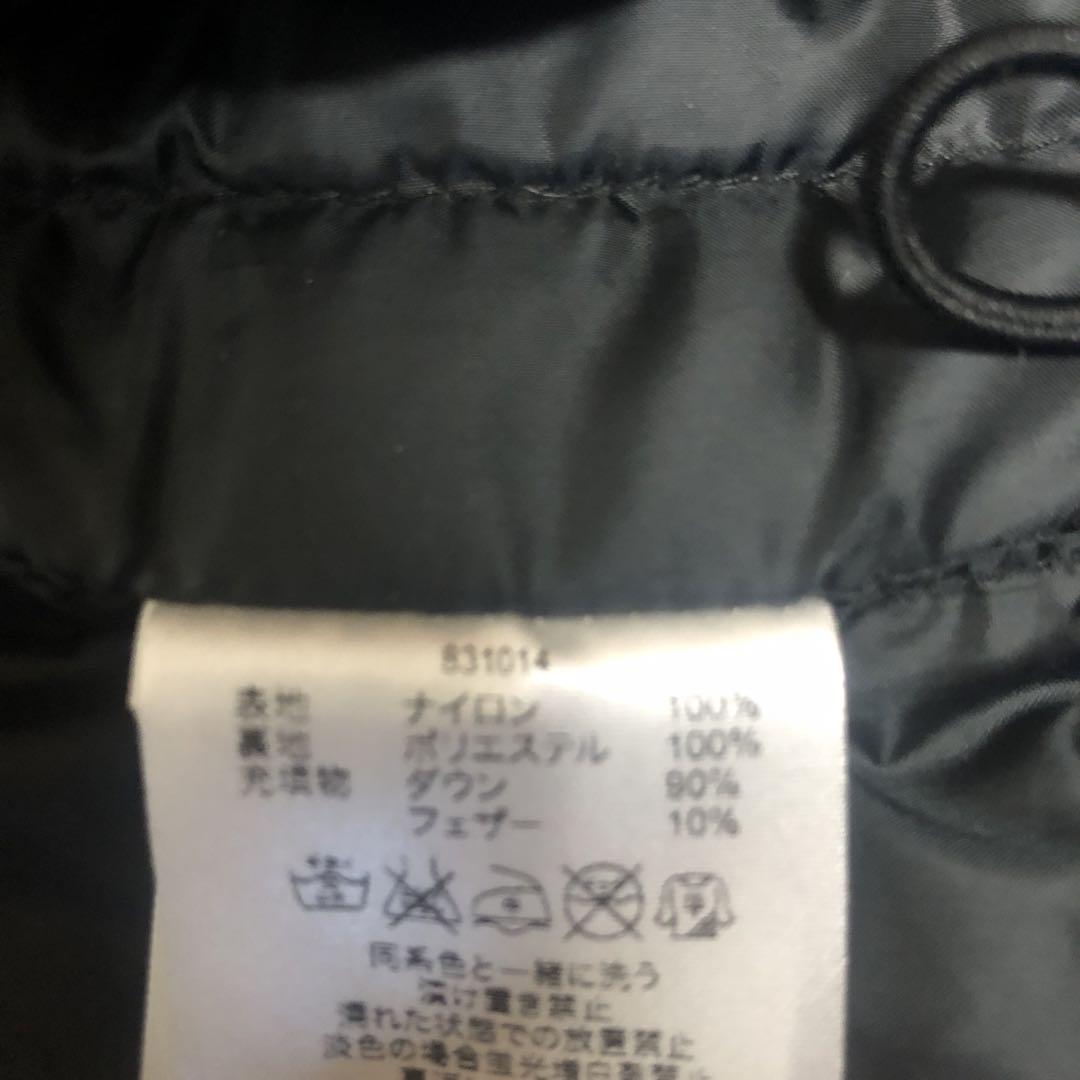 831014
表地 ナイロン 100%
裏地 ポリエステル 100%
充填物 ダウン 90%
フェザー 10%
同系色と一緒に洗う
漬け置き禁止
濡れた状態での放置禁止
淡色の場合蛍光増白剤禁止